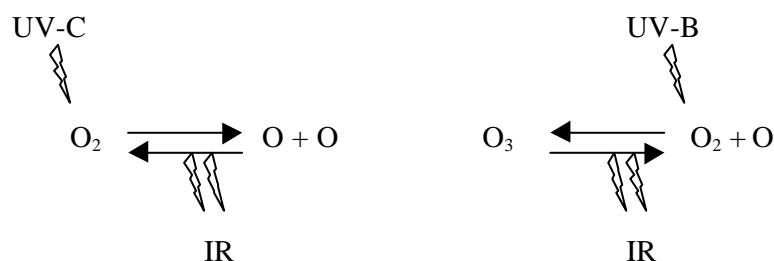 UV-C UV-B
O₂ O + O O₃ O₂ + O
IR IR